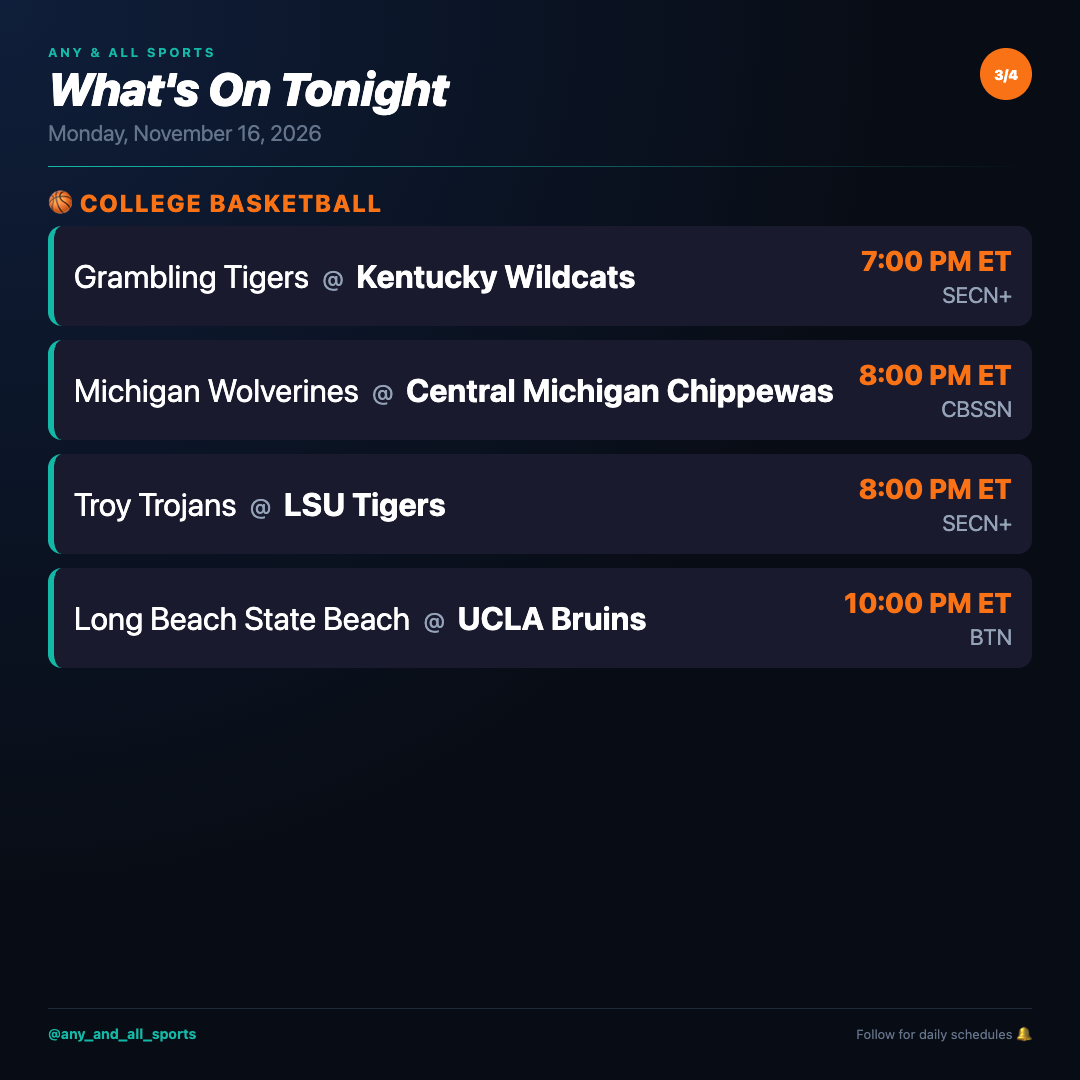 ANY & ALL SPORTS
What's On Tonight
3/4
Monday, November 16, 2026
🏀 COLLEGE BASKETBALL
Grambling Tigers @ Kentucky Wildcats
7:00 PM ET
SECN+
Michigan Wolverines @ Central Michigan Chippewas
8:00 PM ET
CBSSN
Troy Trojans @ LSU Tigers
8:00 PM ET
SECN+
Long Beach State Beach @ UCLA Bruins
10:00 PM ET
BTN
@any_and_all_sports
Follow for daily schedules 🔔